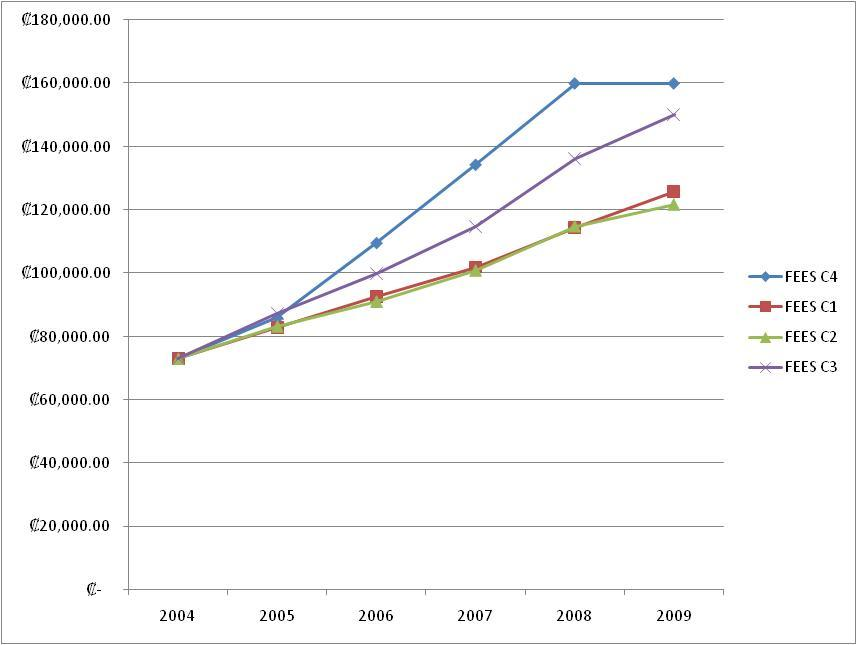 ₡180,000.00
₡160,000.00
₡140,000.00
₡120,000.00
₡100,000.00
₡80,000.00
₡60,000.00
₡40,000.00
₡20,000.00
₡-
2004 2005 2006 2007 2008 2009
FEES C4
FEES C1
FEES C2
FEES C3